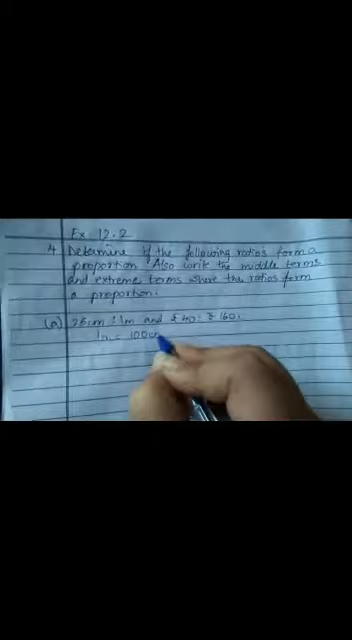 Ex 12.2
4 Determine if the following ratios form a
proportion. Also write the middle terms
and extreme terms where the ratios form
a proportion:
(a) 25cm : 1m and ₹ 40 : ₹ 160.
1m = 100cm